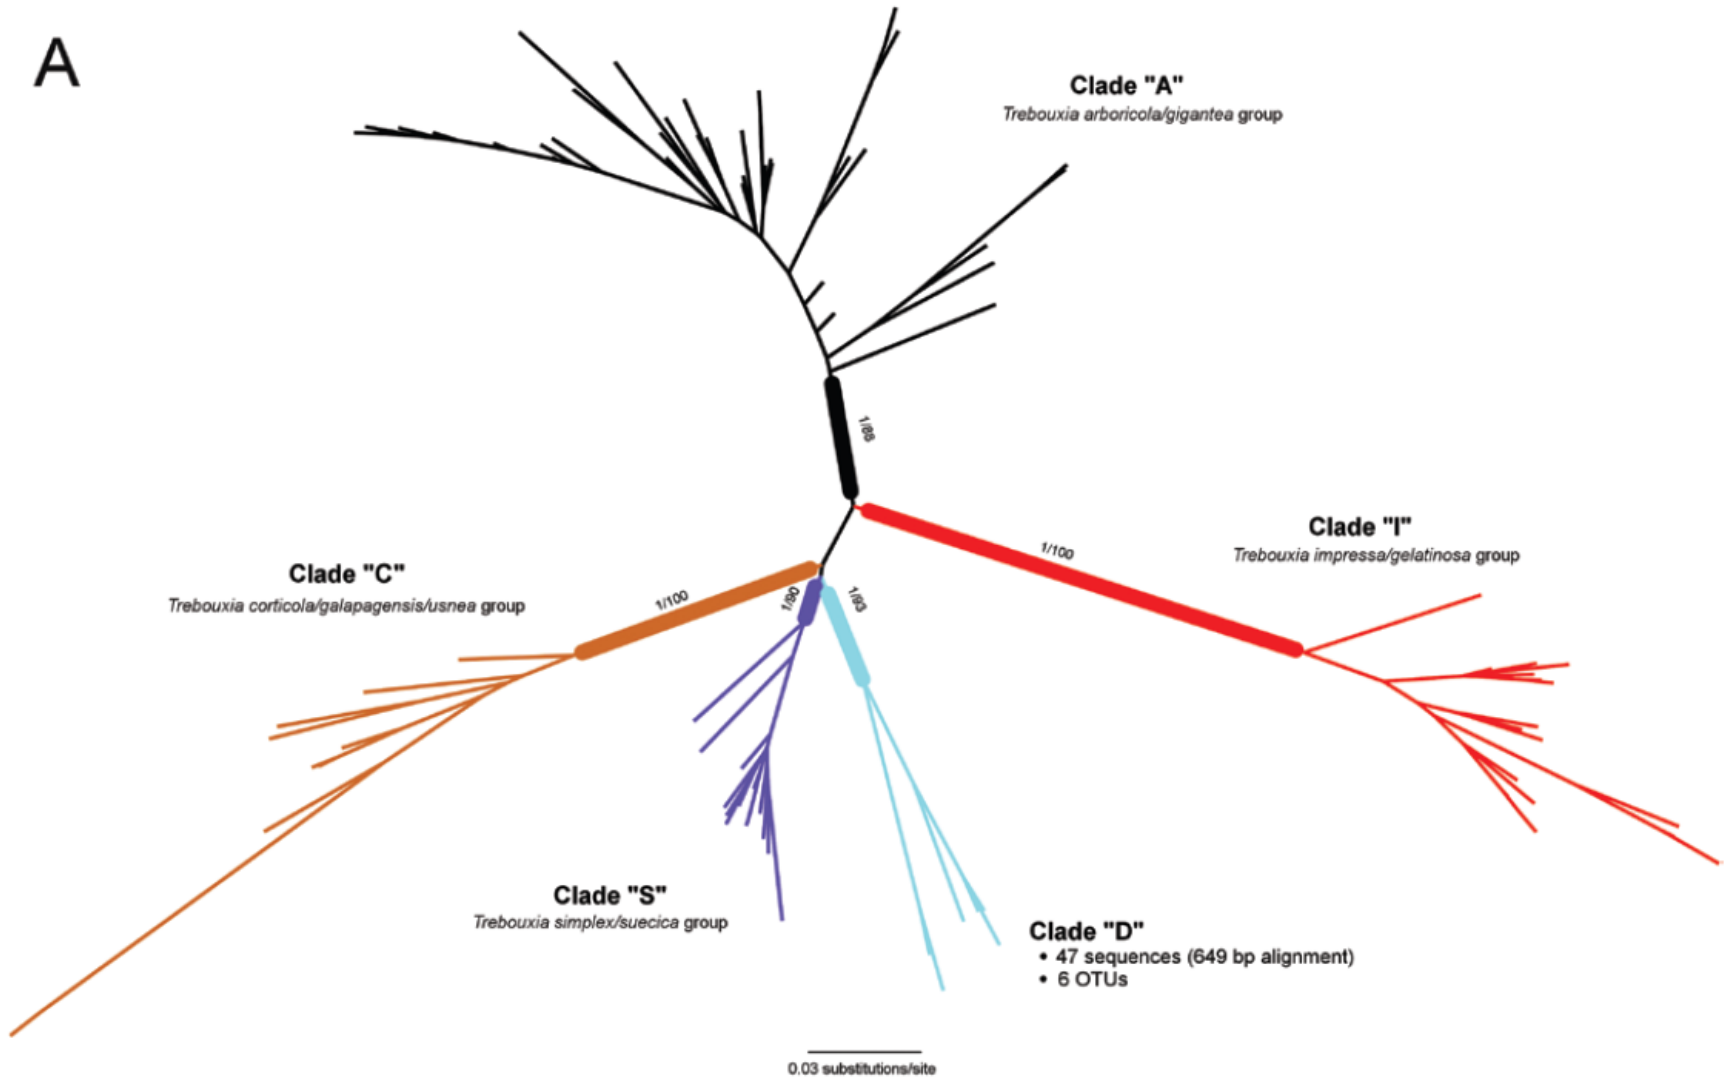 A
Clade "A"
Trebouxia arboricola/gigantea group
1/88
Clade "I"
Trebouxia impressa/gelatinosa group
1/100
Clade "C"
Trebouxia corticola/galapagensis/usnea group
1/100
1/90
1/93
Clade "S"
Trebouxia simplex/suecica group
Clade "D"
• 47 sequences (649 bp alignment)
• 6 OTUs
0.03 substitutions/site